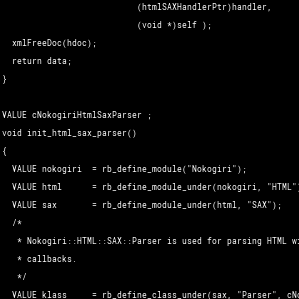 (htmlSAXHandlerPtr)handler,
(void *)self );
xmlFreeDoc(hdoc);
return data;
}
VALUE cNokogiriHtmlSaxParser ;
void init_html_sax_parser()
{
VALUE nokogiri  = rb_define_module("Nokogiri");
VALUE html      = rb_define_module_under(nokogiri, "HTML")
VALUE sax       = rb_define_module_under(html, "SAX");
/*
* Nokogiri::HTML::SAX::Parser is used for parsing HTML wi
* callbacks.
*/
VALUE klass     = rb_define_class_under(sax, "Parser", cNo